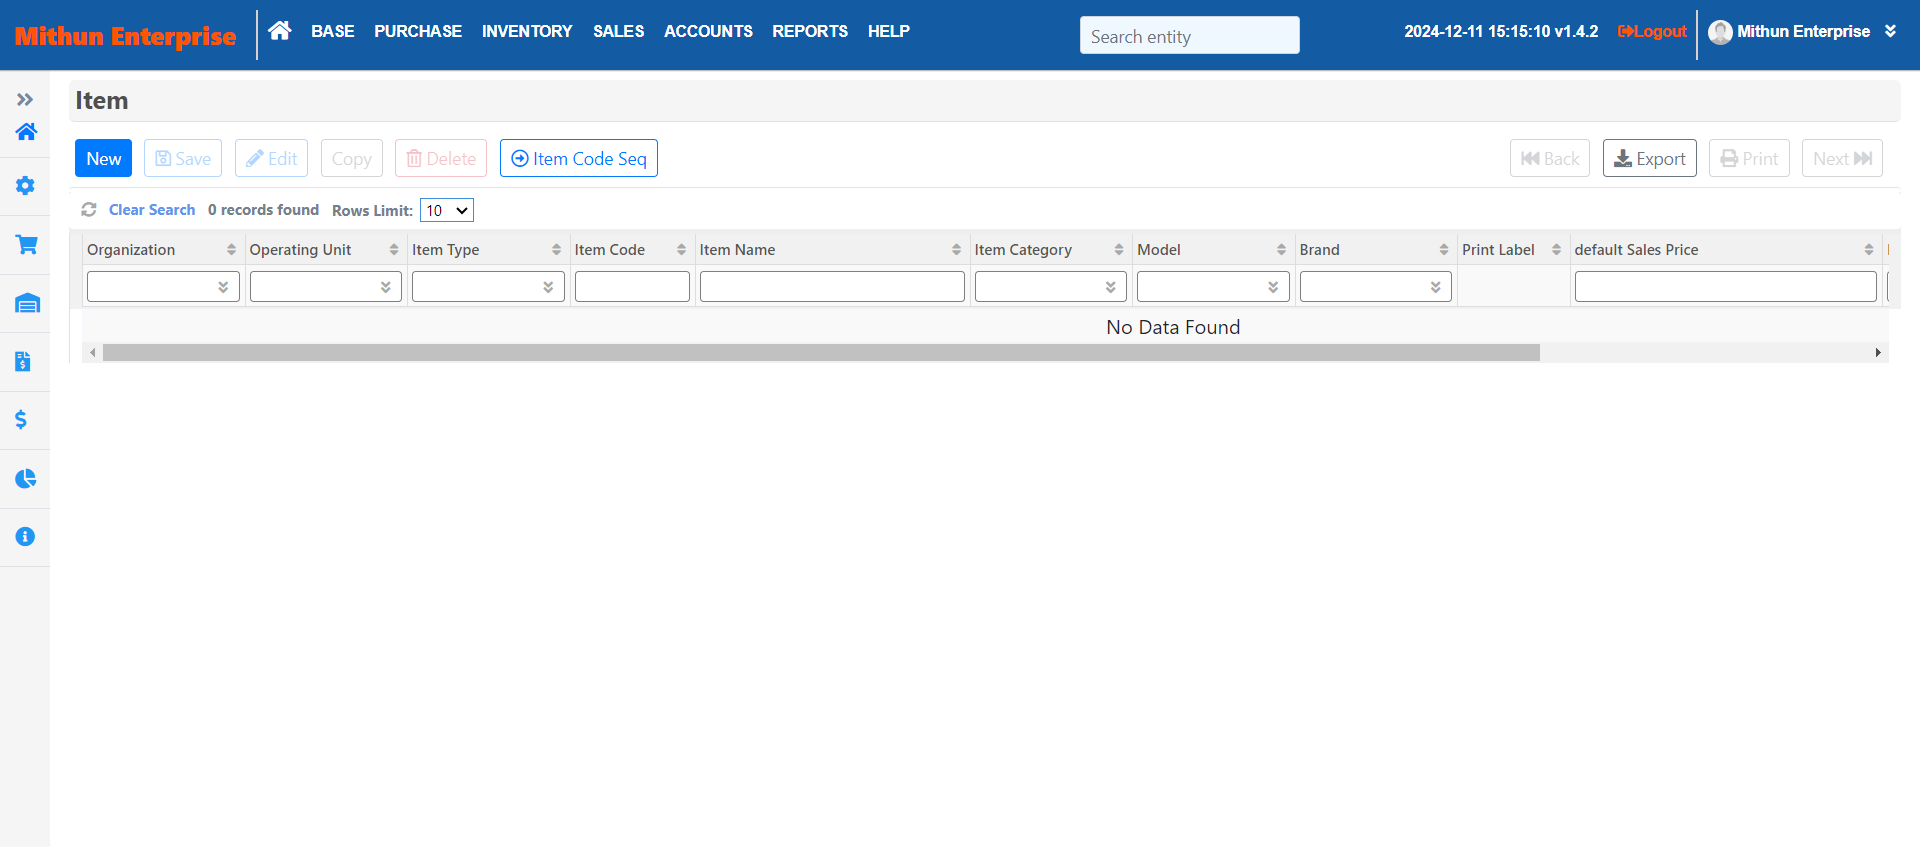 Mithun Enterprise BASE PURCHASE INVENTORY SALES ACCOUNTS REPORTS HELP Search entity 2024-12-11 15:15:10 v1.4.2 Logout Mithun Enterprise
Item
New Save Edit Copy Delete Item Code Seq Back Export Print Next
Clear Search 0 records found Rows Limit: 10
Organization Operating Unit Item Type Item Code Item Name Item Category Model Brand Print Label default Sales Price
No Data Found